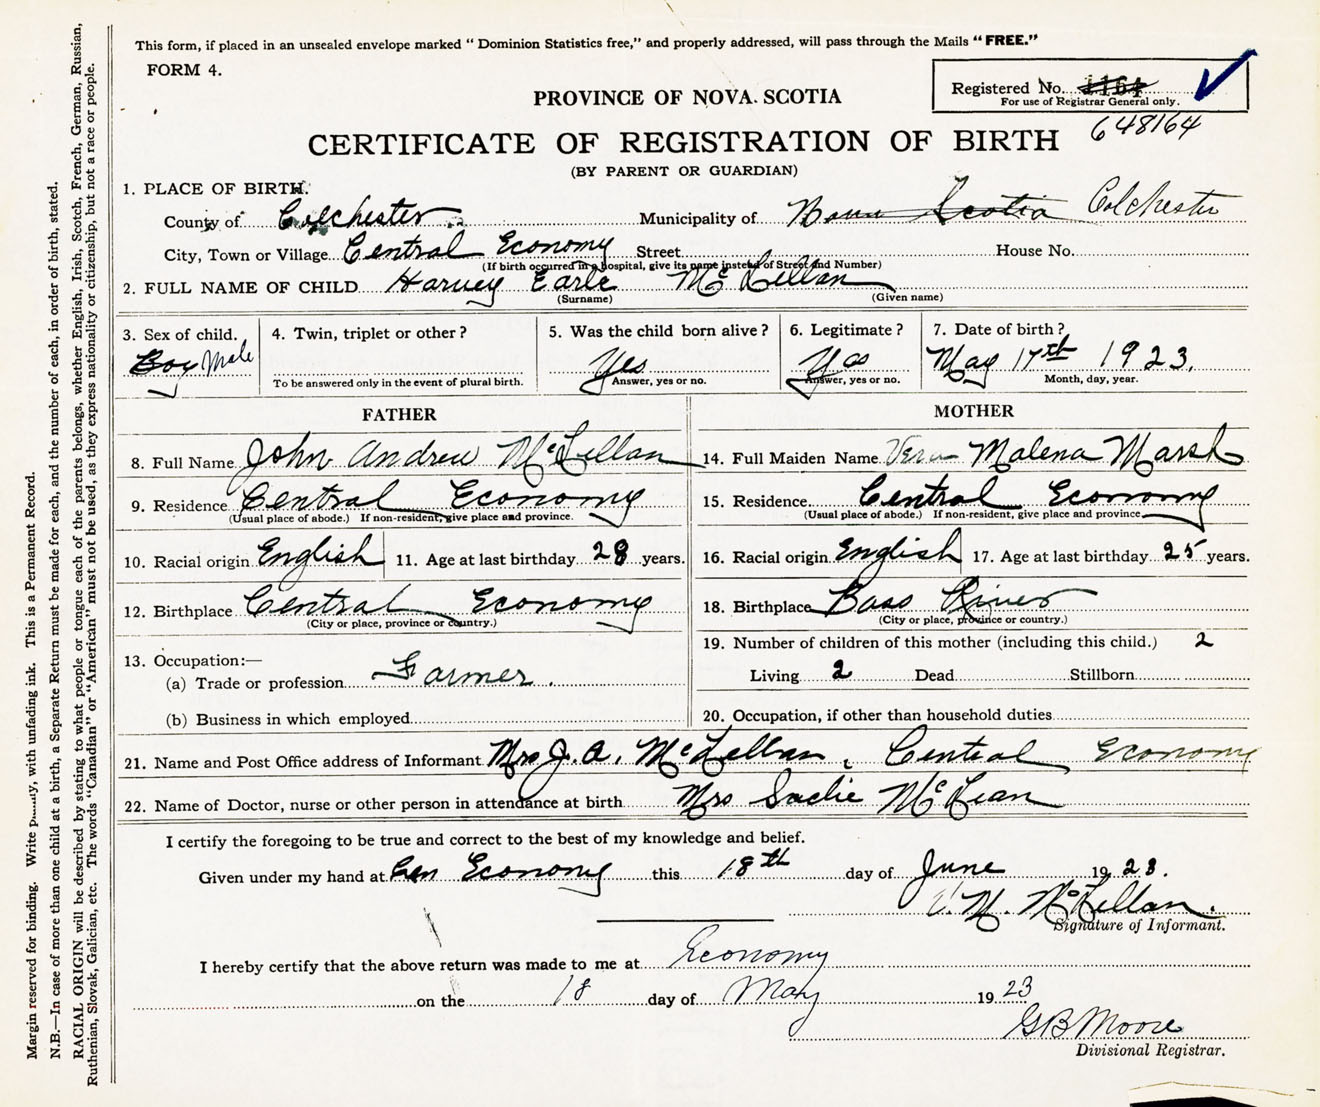 This form, if placed in an unsealed envelope marked "Dominion Statistics free," and properly addressed, will pass through the Mails "FREE."
FORM 4.
Registered No. 1164
For use of Registrar General only.
648164
PROVINCE OF NOVA SCOTIA
CERTIFICATE OF REGISTRATION OF BIRTH
(BY PARENT OR GUARDIAN)
1. PLACE OF BIRTH.
County of Colchester Municipality of Nova Scotia Colchester
City, Town or Village Central Economy Street House No.
(If birth occurred in a hospital, give its name instead of Street and Number)
2. FULL NAME OF CHILD Harvey Earle McLellan
(Surname) (Given name)
3. Sex of child. 4. Twin, triplet or other? 5. Was the child born alive? 6. Legitimate? 7. Date of birth?
Boy Male Yes Yes May 17th 1923.
To be answered only in the event of plural birth. Answer, yes or no. Answer, yes or no. Month, day, year.
FATHER
8. Full Name John Andrew McLellan
9. Residence Central Economy
(Usual place of abode.) If non-resident, give place and province.
10. Racial origin English 11. Age at last birthday 28 years.
12. Birthplace Central Economy
(City or place, province or country.)
13. Occupation:—
(a) Trade or profession Farmer.
(b) Business in which employed
MOTHER
14. Full Maiden Name Vera Malena Marsh
15. Residence Central Economy
(Usual place of abode.) If non-resident, give place and province
16. Racial origin English 17. Age at last birthday 25 years.
18. Birthplace Bass River
(City or place, province or country.)
19. Number of children of this mother (including this child.) 2
Living 2 Dead Stillborn
20. Occupation, if other than household duties
21. Name and Post Office address of Informant Mrs J. A. McLellan, Central Economy
22. Name of Doctor, nurse or other person in attendance at birth Mrs Sadie McLean
I certify the foregoing to be true and correct to the best of my knowledge and belief.
Given under my hand at Cen Economy this 18th day of June 1923.
V. M. McLellan.
Signature of Informant.
I hereby certify that the above return was made to me at Economy
on the 18 day of May 1923
GB Moore
Divisional Registrar.
Margin reserved for binding. Write with unfading ink. This is a Permanent Record.
N.B.—In case of more than one child at a birth, a Separate Return must be made for each, and the number of each, in order of birth, stated.
RACIAL ORIGIN will be described by stating to what people or tongue each of the parents belongs, whether English, Irish, Scotch, French, German, Russian,
Ruthenian, Slovak, Galician, etc. The words "Canadian" or "American" must not be used, as they express nationality or citizenship, but not a race or people.